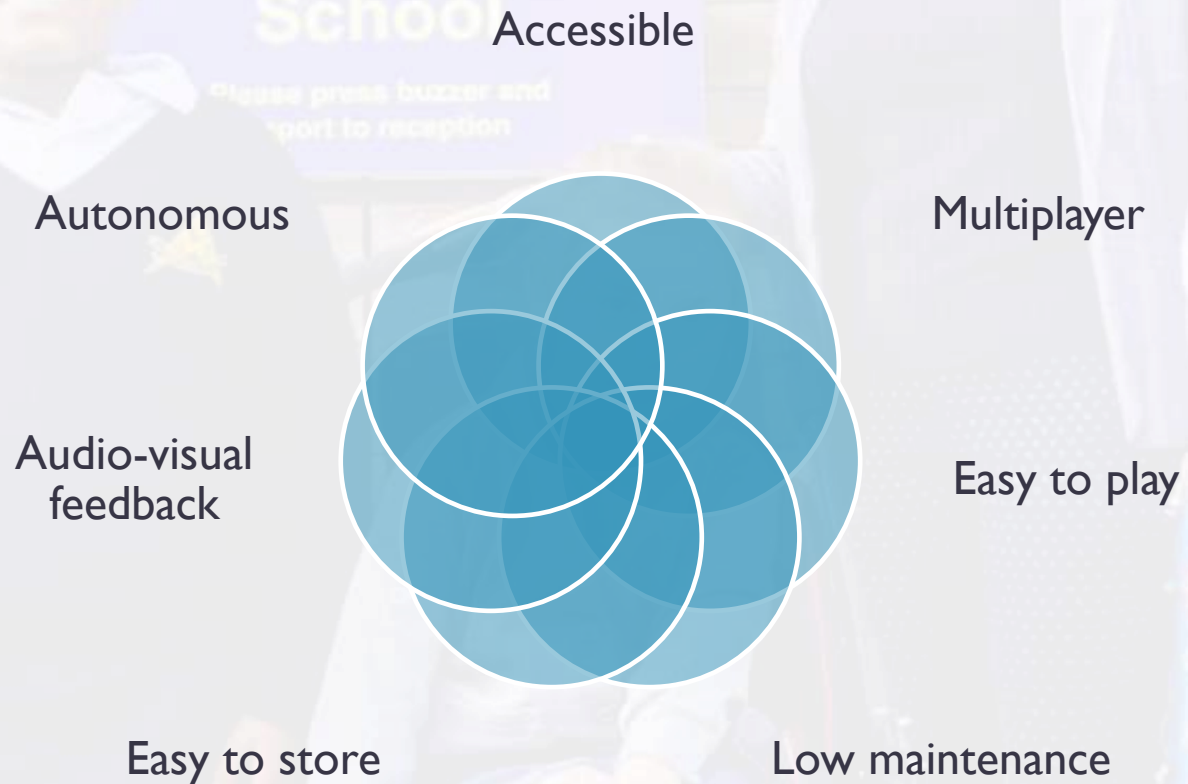 School
Please press buzzer and
report to reception
Accessible
Autonomous
Multiplayer
Audio-visual
feedback
Easy to play
Easy to store
Low maintenance